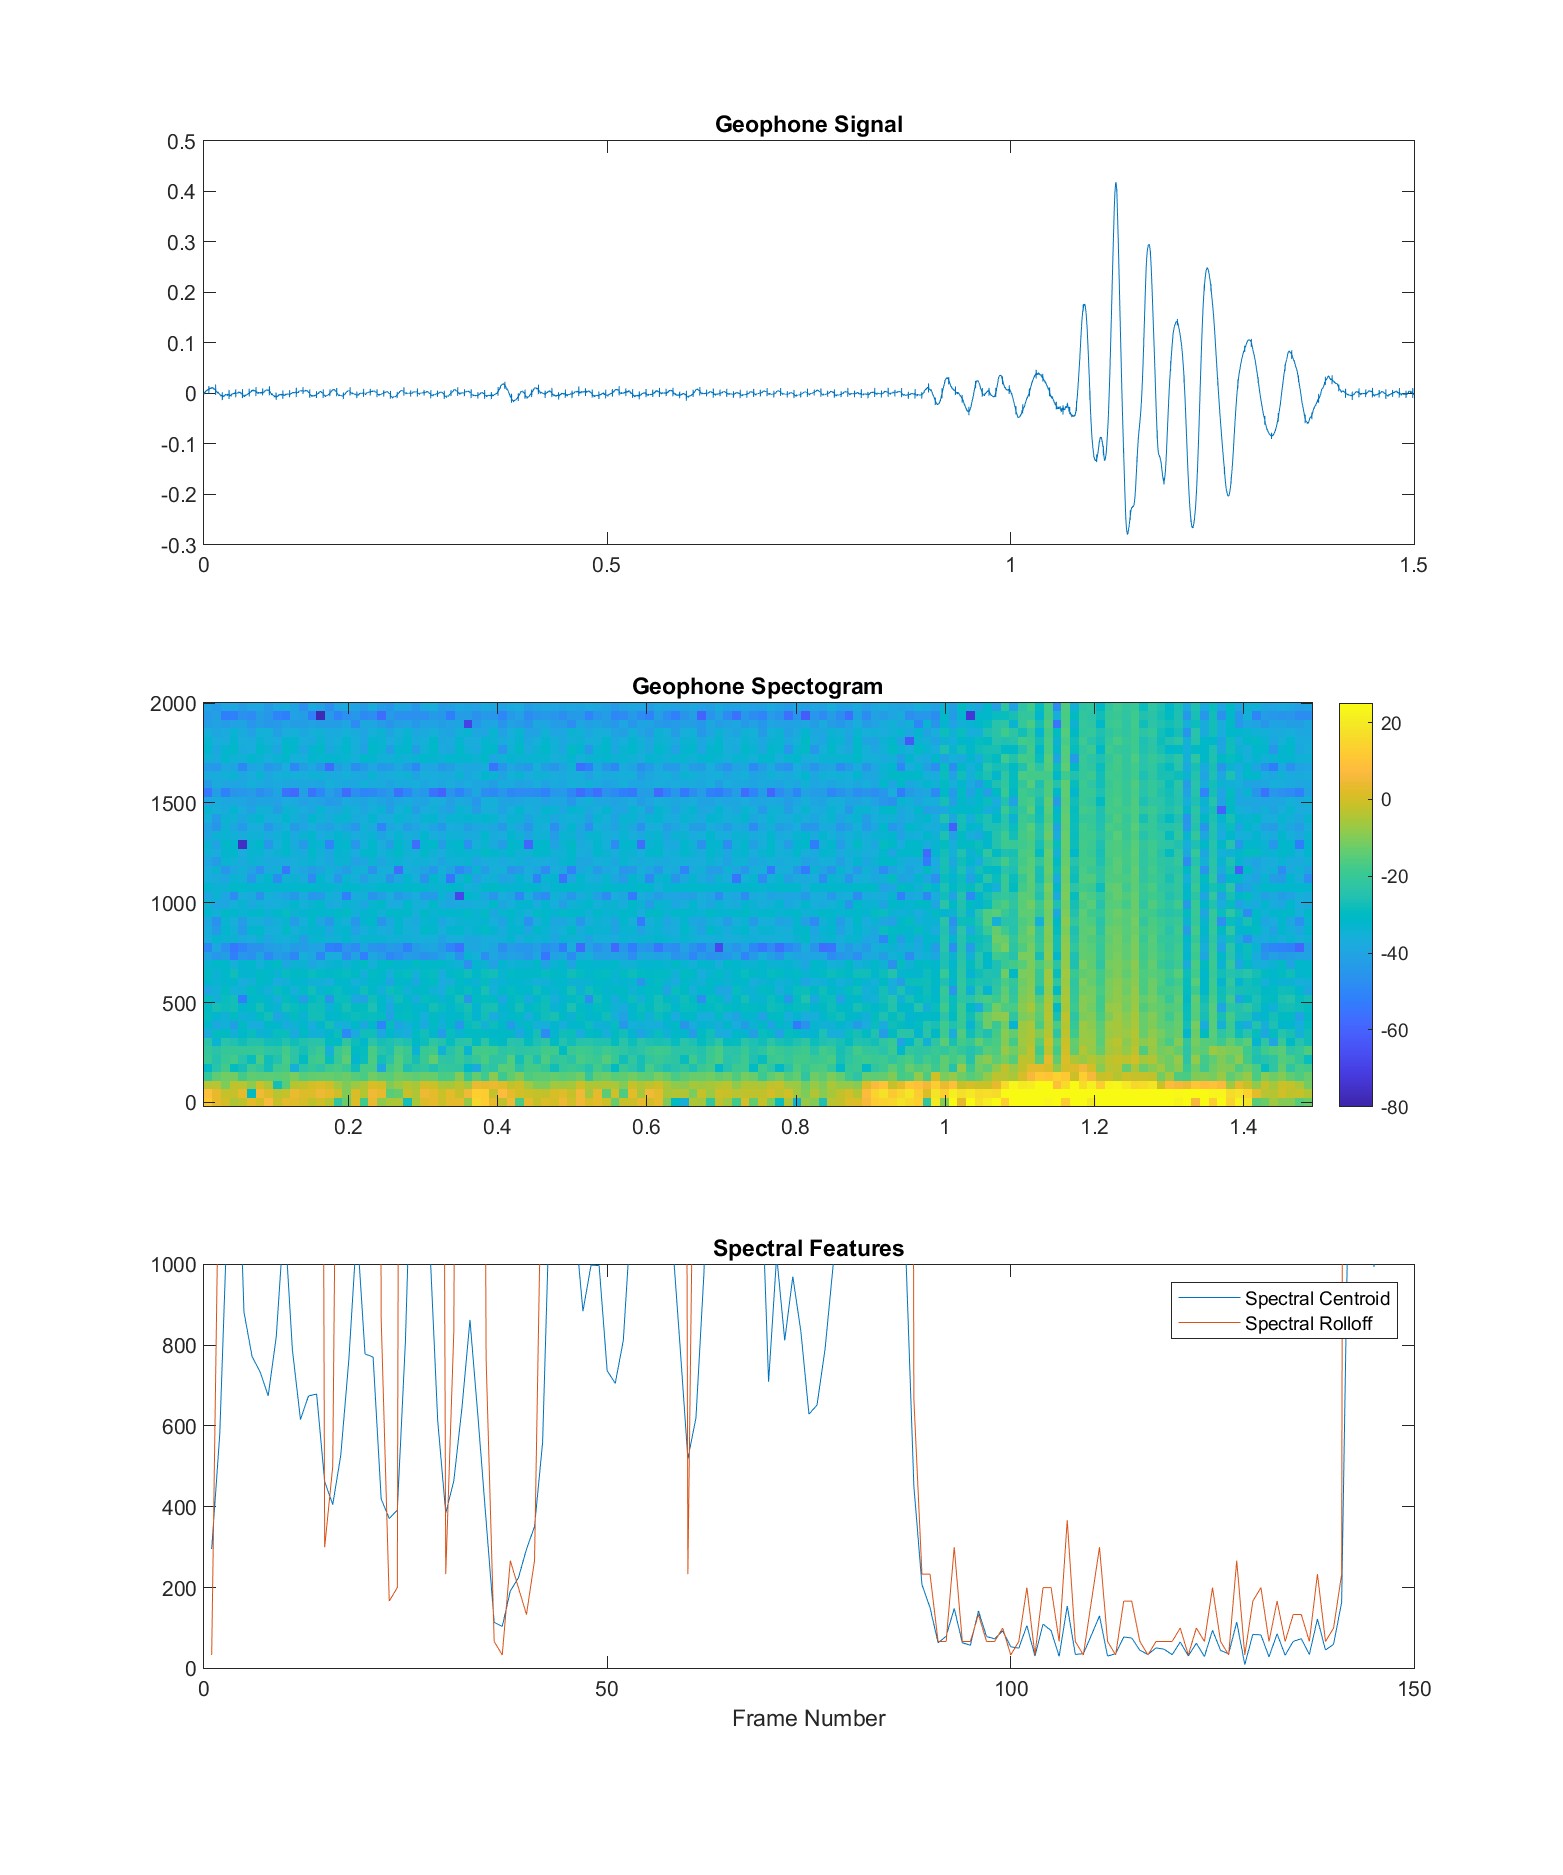 Geophone Signal
0.5
0.4
0.3
0.2
0.1
0
-0.1
-0.2
-0.3
0 0.5 1 1.5
Geophone Spectogram
2000
1500
1000
500
0
0.2 0.4 0.6 0.8 1 1.2 1.4
20
0
-20
-40
-60
-80
Spectral Features
1000
800
600
400
200
0
Spectral Centroid
Spectral Rolloff
0 50 100 150
Frame Number